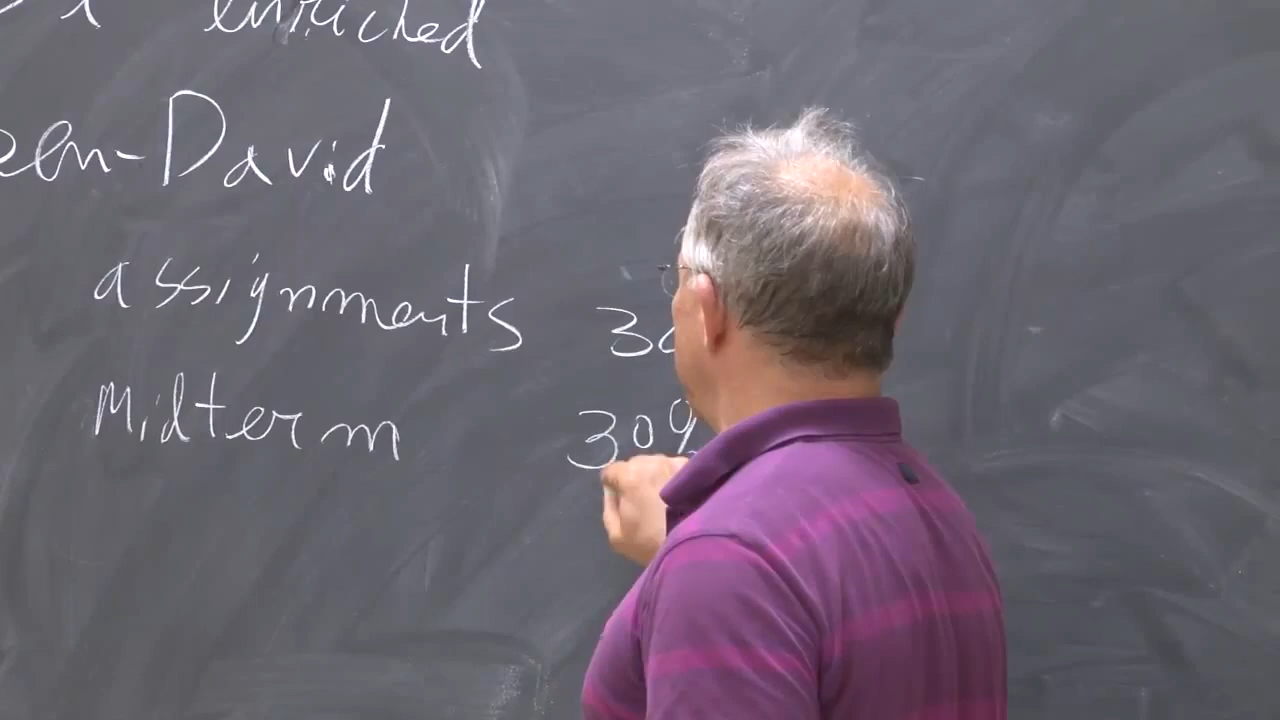 enriched
en-David
assignments 30
Midterm 30%